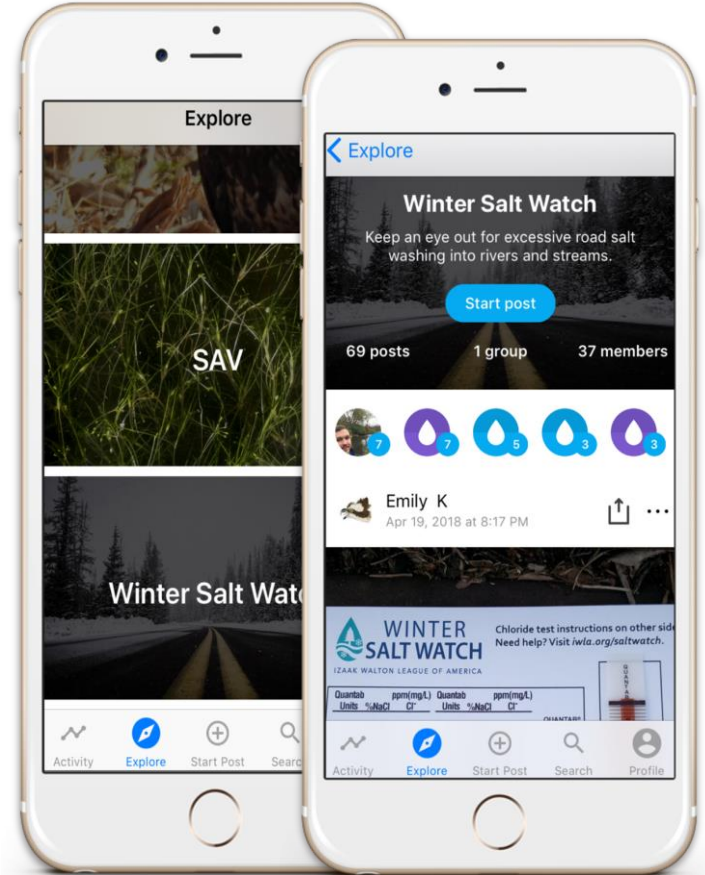 Explore
SAV
Winter Salt Wat
Activity
Explore
Start Post
Searc
Explore
Winter Salt Watch
Keep an eye out for excessive road salt
washing into rivers and streams.
Start post
69 posts 1 group 37 members
7 7 5 3 3
Emily K
Apr 19, 2018 at 8:17 PM
WINTER
SALT WATCH
IZAAK WALTON LEAGUE OF AMERICA
Chloride test instructions on other side
Need help? Visit iwla.org/saltwatch.
Quantab ppm(mg/L) Quantab ppm(mg/L)
Units %NaCl Cl⁻ Units %NaCl Cl⁻
QUANTAB®
QUANTAB
Activity
Explore
Start Post
Search
Profile